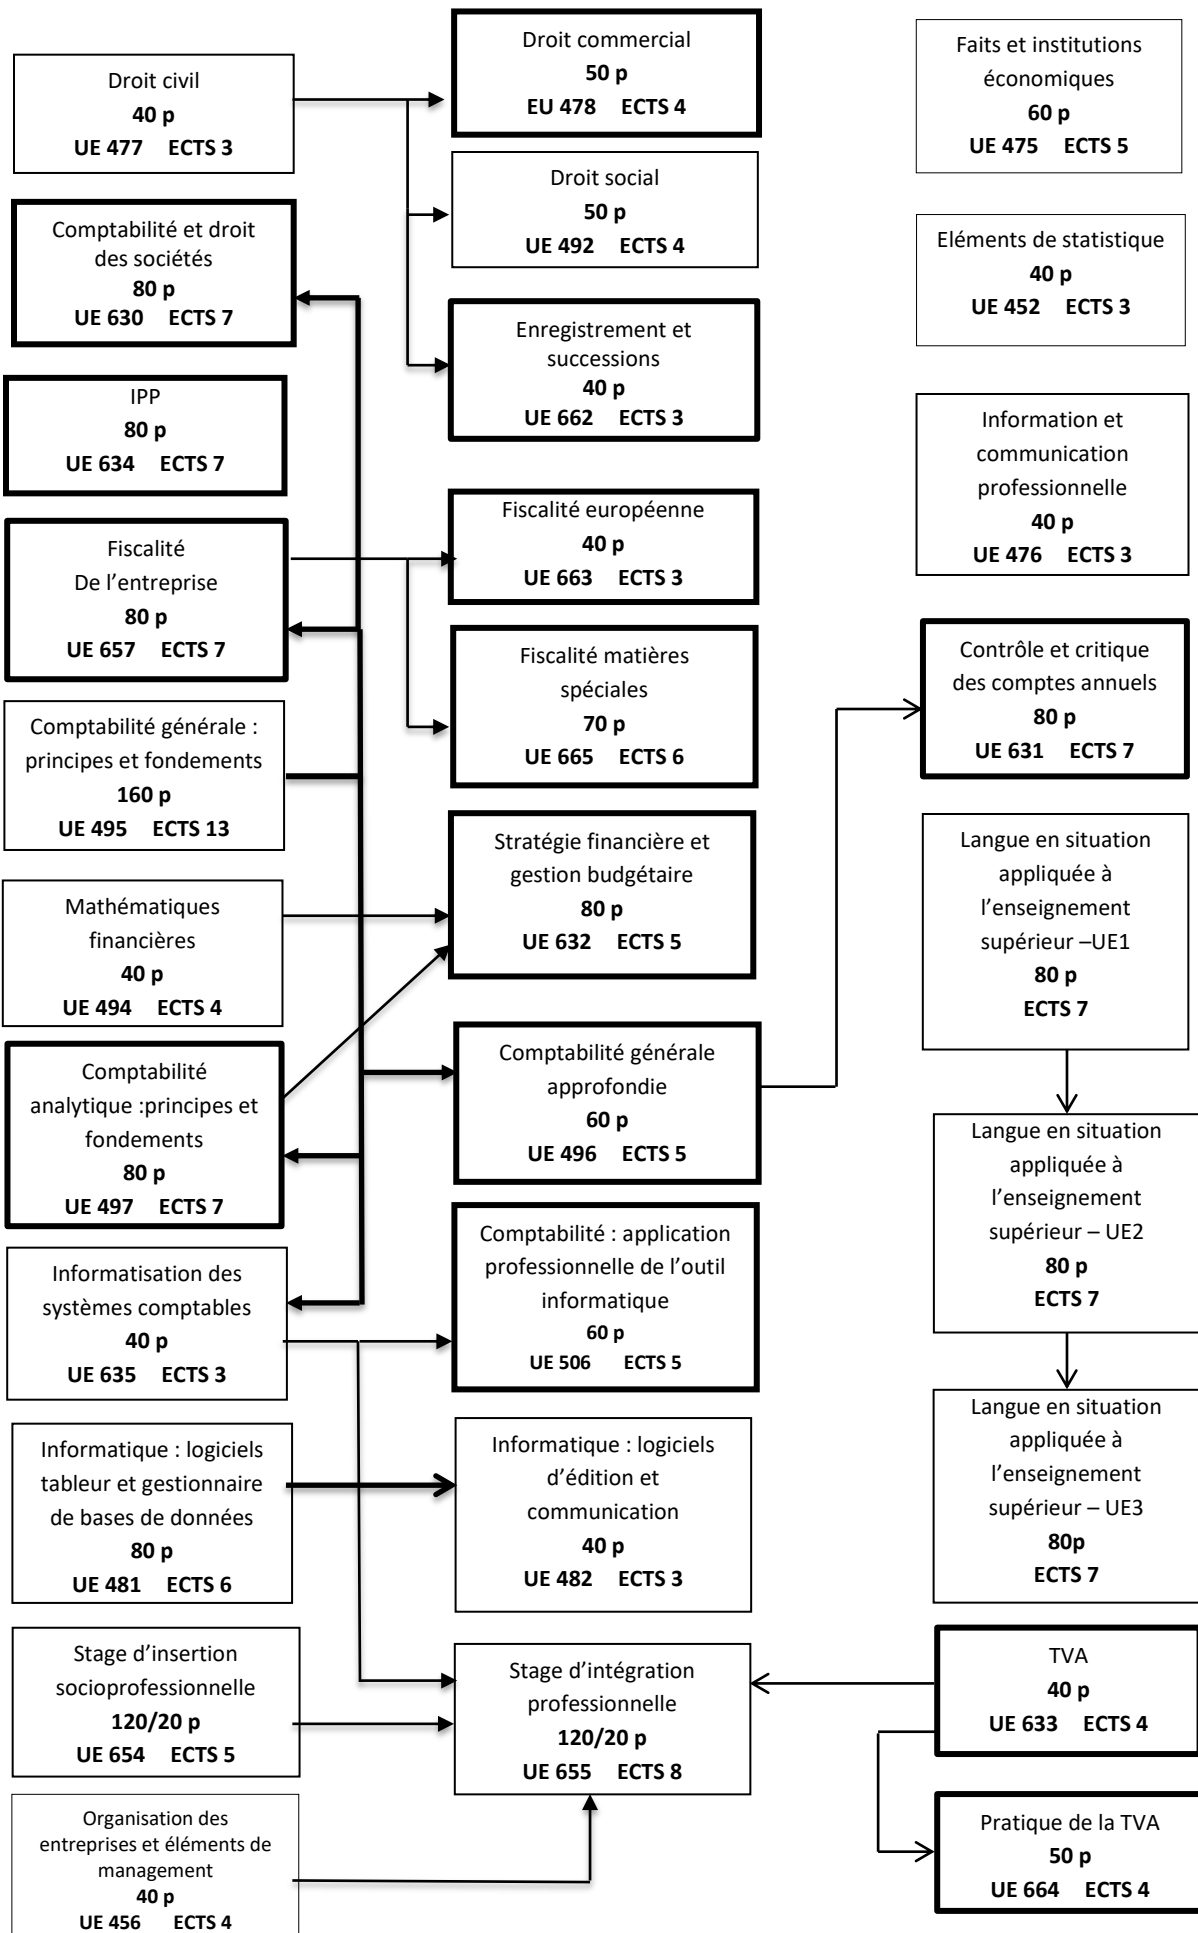 Droit civil
40 p
UE 477 ECTS 3
Comptabilité et droit
des sociétés
80 p
UE 630 ECTS 7
IPP
80 p
UE 634 ECTS 7
Fiscalité
De l’entreprise
80 p
UE 657 ECTS 7
Comptabilité générale :
principes et fondements
160 p
UE 495 ECTS 13
Mathématiques
financières
40 p
UE 494 ECTS 4
Comptabilité
analytique :principes et
fondements
80 p
UE 497 ECTS 7
Informatisation des
systèmes comptables
40 p
UE 635 ECTS 3
Informatique : logiciels
tableur et gestionnaire
de bases de données
80 p
UE 481 ECTS 6
Stage d’insertion
socioprofessionnelle
120/20 p
UE 654 ECTS 5
Organisation des
entreprises et éléments de
management
40 p
UE 456 ECTS 4
Droit commercial
50 p
EU 478 ECTS 4
Droit social
50 p
UE 492 ECTS 4
Enregistrement et
successions
40 p
UE 662 ECTS 3
Fiscalité européenne
40 p
UE 663 ECTS 3
Fiscalité matières
spéciales
70 p
UE 665 ECTS 6
Stratégie financière et
gestion budgétaire
80 p
UE 632 ECTS 5
Comptabilité générale
approfondie
60 p
UE 496 ECTS 5
Comptabilité : application
professionnelle de l’outil
informatique
60 p
UE 506 ECTS 5
Informatique : logiciels
d’édition et
communication
40 p
UE 482 ECTS 3
Stage d’intégration
professionnelle
120/20 p
UE 655 ECTS 8
Faits et institutions
économiques
60 p
UE 475 ECTS 5
Eléments de statistique
40 p
UE 452 ECTS 3
Information et
communication
professionnelle
40 p
UE 476 ECTS 3
Contrôle et critique
des comptes annuels
80 p
UE 631 ECTS 7
Langue en situation
appliquée à
l’enseignement
supérieur –UE1
80 p
ECTS 7
Langue en situation
appliquée à
l’enseignement
supérieur – UE2
80 p
ECTS 7
Langue en situation
appliquée à
l’enseignement
supérieur – UE3
80p
ECTS 7
TVA
40 p
UE 633 ECTS 4
Pratique de la TVA
50 p
UE 664 ECTS 4